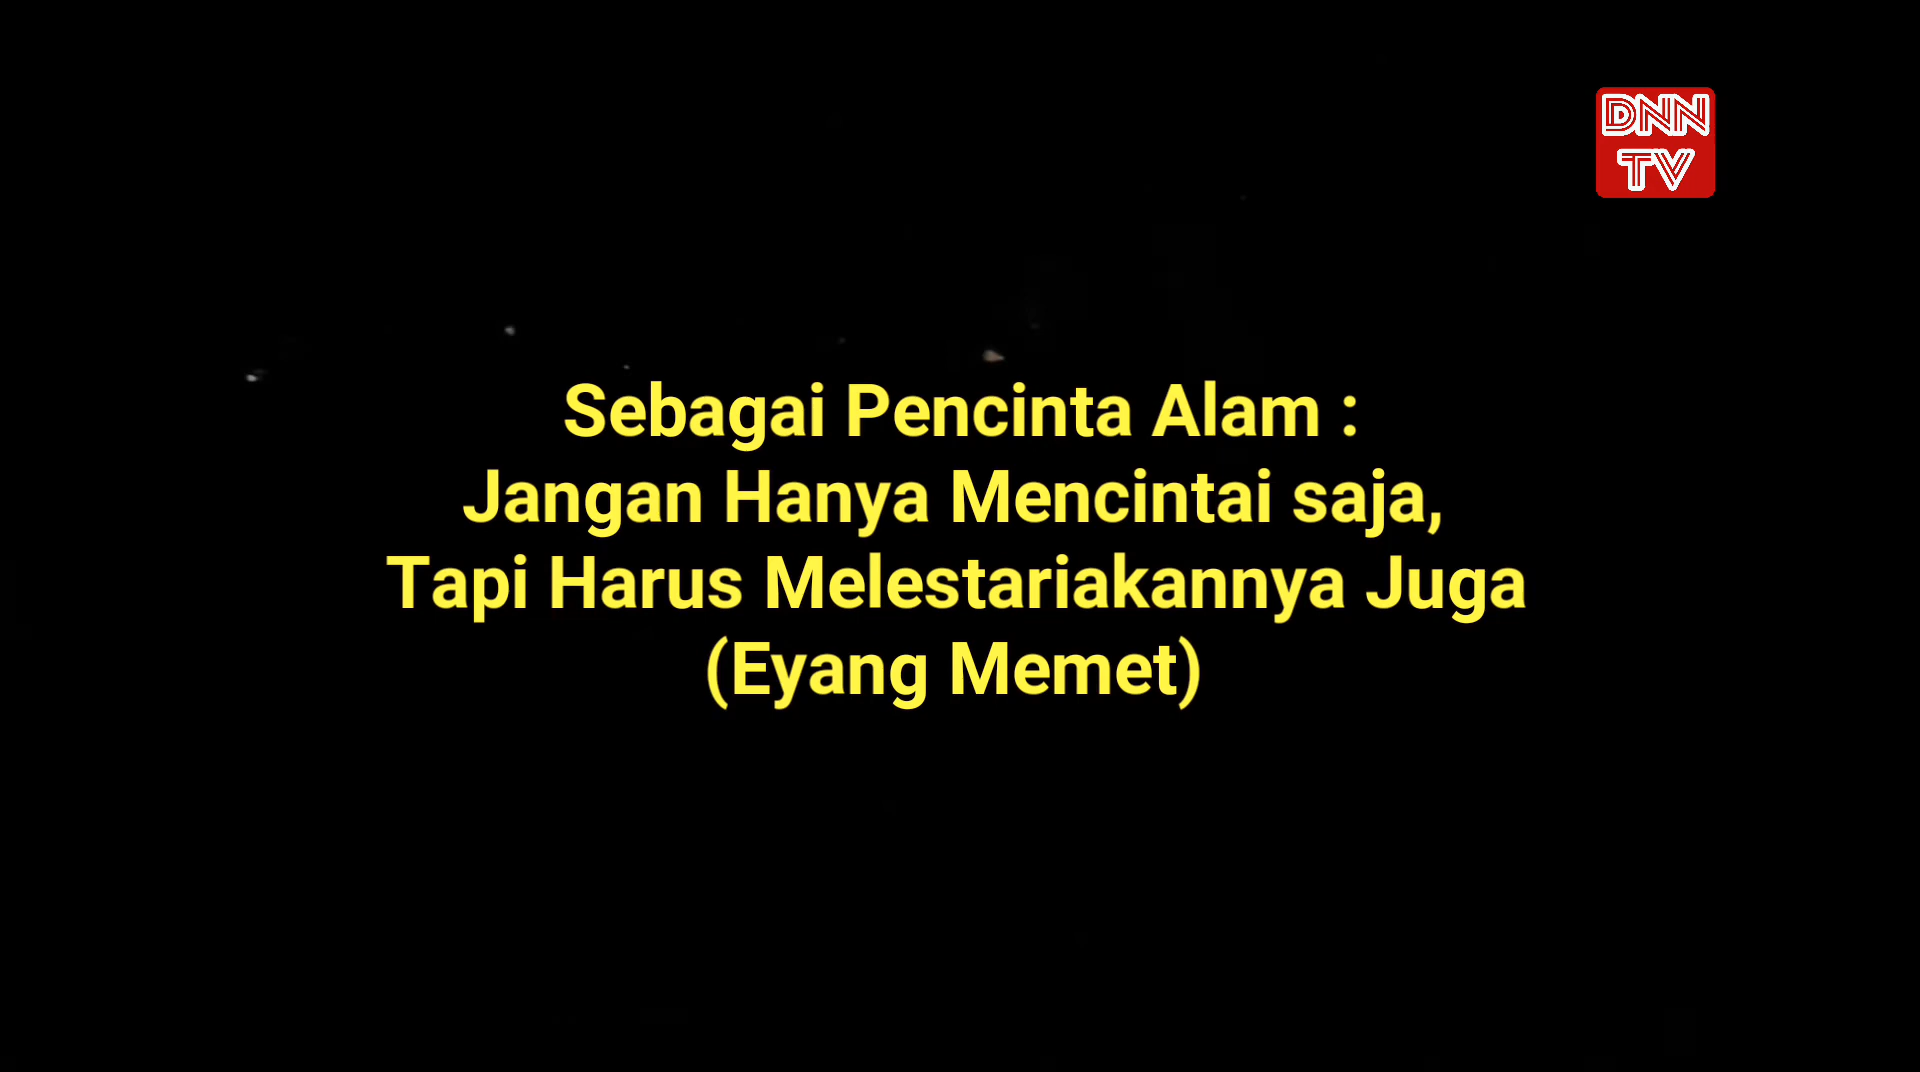 DNN
TV
Sebagai Pencinta Alam :
Jangan Hanya Mencintai saja,
Tapi Harus Melestariakannya Juga
(Eyang Memet)